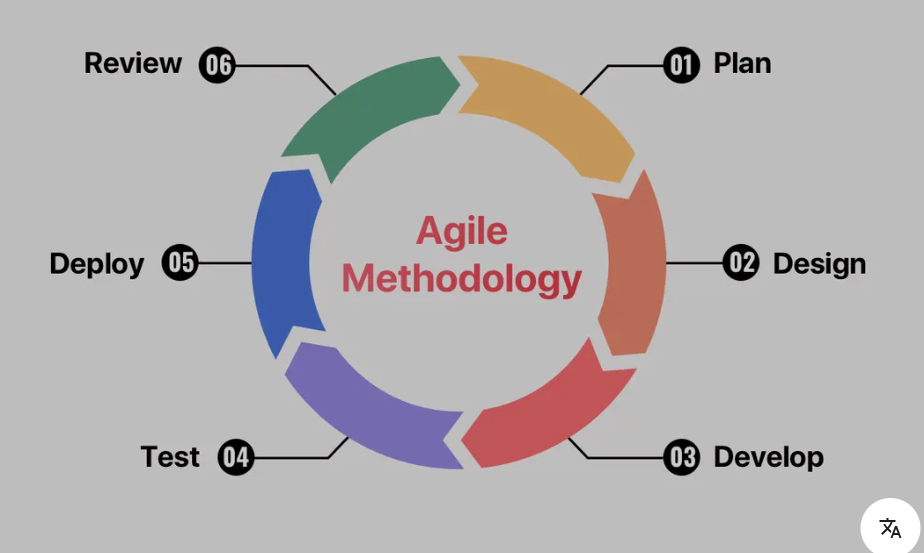 Agile
Methodology
01 Plan
02 Design
03 Develop
04 Test
05 Deploy
06 Review